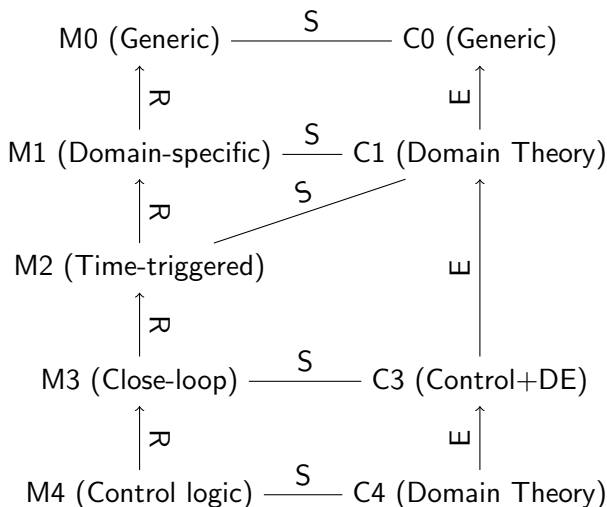 M0 (Generic) S C0 (Generic)
R E
M1 (Domain-specific) S C1 (Domain Theory)
R S
M2 (Time-triggered) E
R
M3 (Close-loop) S C3 (Control+DE)
R E
M4 (Control logic) S C4 (Domain Theory)